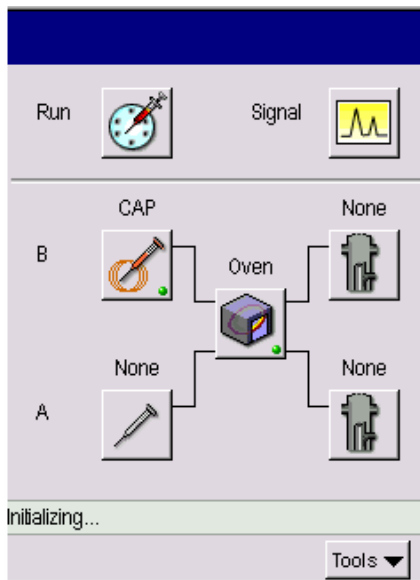 Run Signal
CAP None
B
Oven
None None
A
Initializing...
Tools